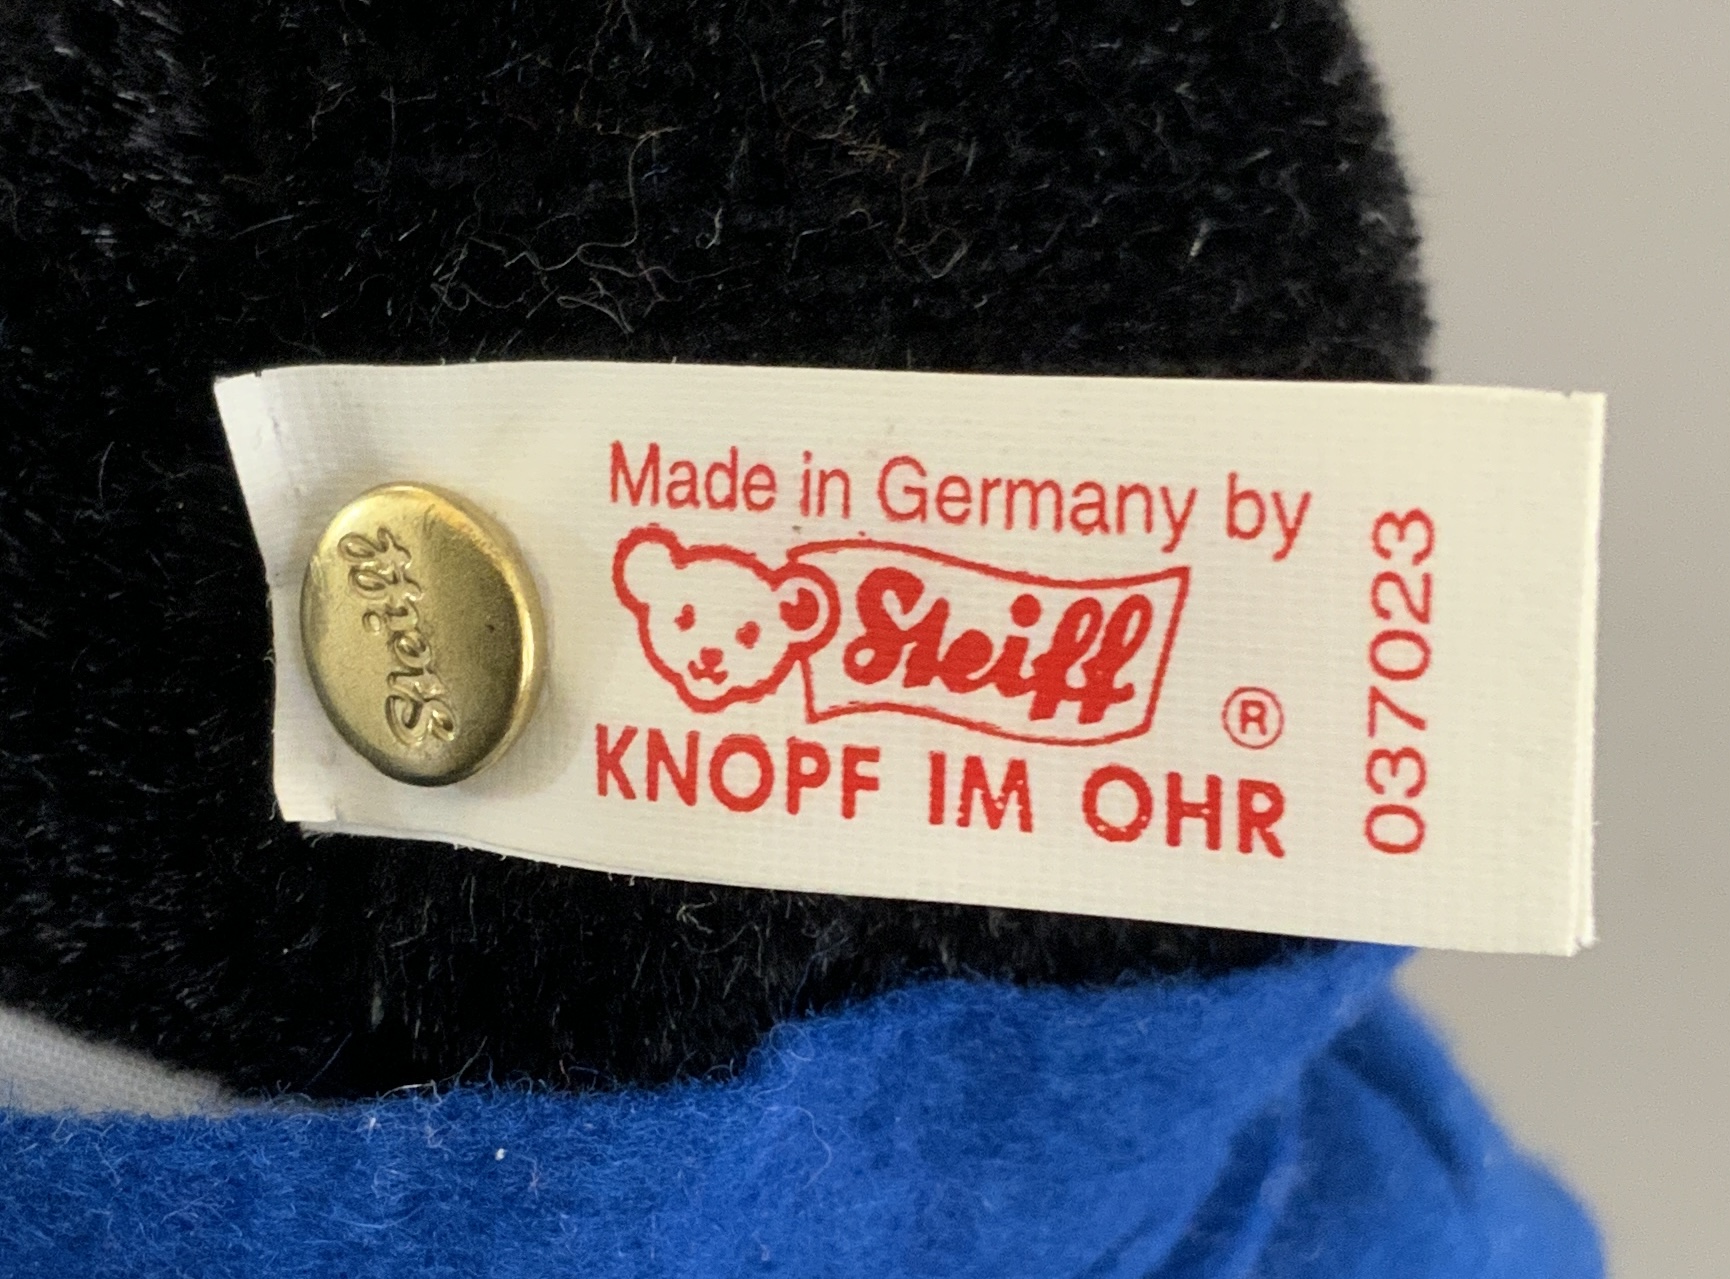 Steiff
Made in Germany by
Steiff
®
KNOPF IM OHR
037023